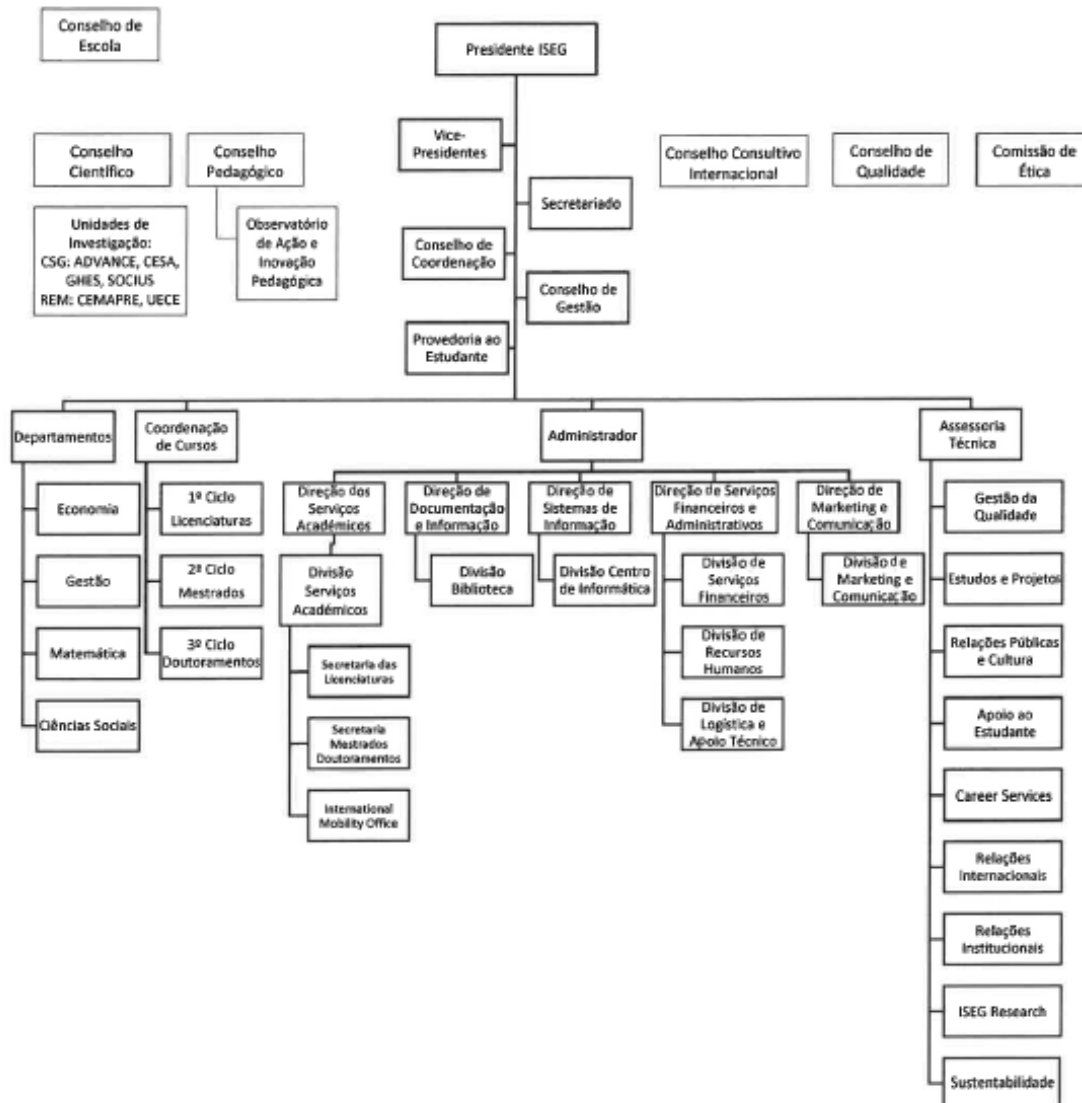 Conselho de
Escola
Presidente ISEG
Vice-
Presidentes
Conselho
Científico
Conselho
Pedagógico
Conselho Consultivo
Internacional
Conselho de
Qualidade
Comissão de
Ética
Secretariado
Unidades de
Investigação:
CSG: ADVANCE, CESA,
GHES, SOCIUS
REM: CEMAPRE, UECE
Observatório
de Ação e
Inovação
Pedagógica
Conselho de
Coordenação
Conselho de
Gestão
Provedoria ao
Estudante
Departamentos
Coordenação
de Cursos
Administrador
Assessoria
Técnica
Economia
Gestão
Matemática
Ciências Sociais
1º Ciclo
Licenciaturas
2º Ciclo
Mestrados
3º Ciclo
Doutoramentos
Direção dos
Serviços
Académicos
Divisão
Serviços
Académicos
Secretaria das
Licenciaturas
Secretaria
Mestrados
Doutoramentos
International
Mobility Office
Direção de
Documentação
e Informação
Divisão
Biblioteca
Direção de
Sistemas de
Informação
Divisão Centro
de Informática
Direção de Serviços
Financeiros e
Administrativos
Divisão de
Serviços
Financeiros
Divisão de
Recursos
Humanos
Divisão de
Logística e
Apoio Técnico
Direção de
Marketing e
Comunicação
Divisão de
Marketing e
Comunicação
Gestão da
Qualidade
Estudos e Projetos
Relações Públicas
e Cultura
Apoio ao
Estudante
Career Services
Relações
Internacionais
Relações
Institucionais
ISEG Research
Sustentabilidade